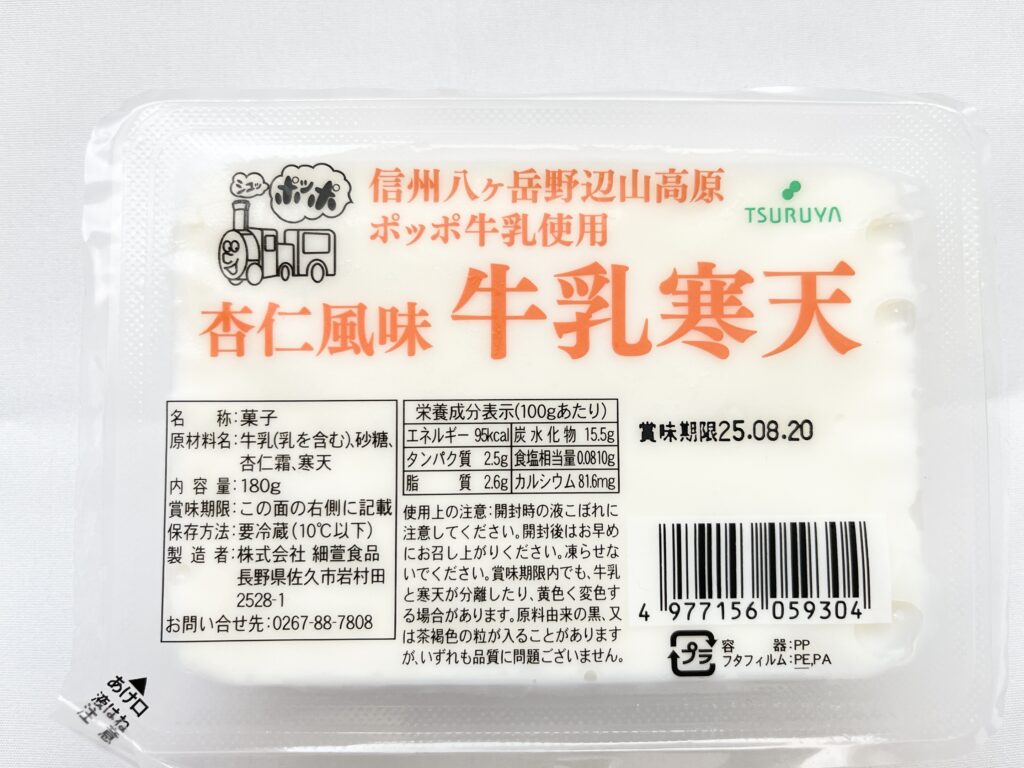 シュッ
ポッポ
信州八ヶ岳野辺山高原
ポッポ牛乳使用
TSURUYA
杏仁風味 牛乳寒天
名称:菓子
原材料名:牛乳(乳を含む)、砂糖、
杏仁霜、寒天
内容量:180g
賞味期限:この面の右側に記載
保存方法:要冷蔵(10℃以下)
製造者:株式会社 細萱食品
長野県佐久市岩村田
2528-1
お問い合せ先:0267-88-7808
栄養成分表示(100gあたり)
エネルギー 95kcal 炭水化物 15.5g
タンパク質 2.5g 食塩相当量 0.0810g
脂質 2.6g カルシウム 81.6mg
使用上の注意:開封時の液こぼれに
注意してください。開封後はお早め
にお召し上がりください。凍らせな
いでください。賞味期限内でも、牛乳
と寒天が分離したり、黄色く変色す
る場合があります。原料由来の黒、又
は茶褐色の粒が入ることがあります
が、いずれも品質に問題ございません。
賞味期限25.08.20
4 977156 059304
プラ
容器:PP
フタフィルム:PE,PA
あけ口
液はね
注意